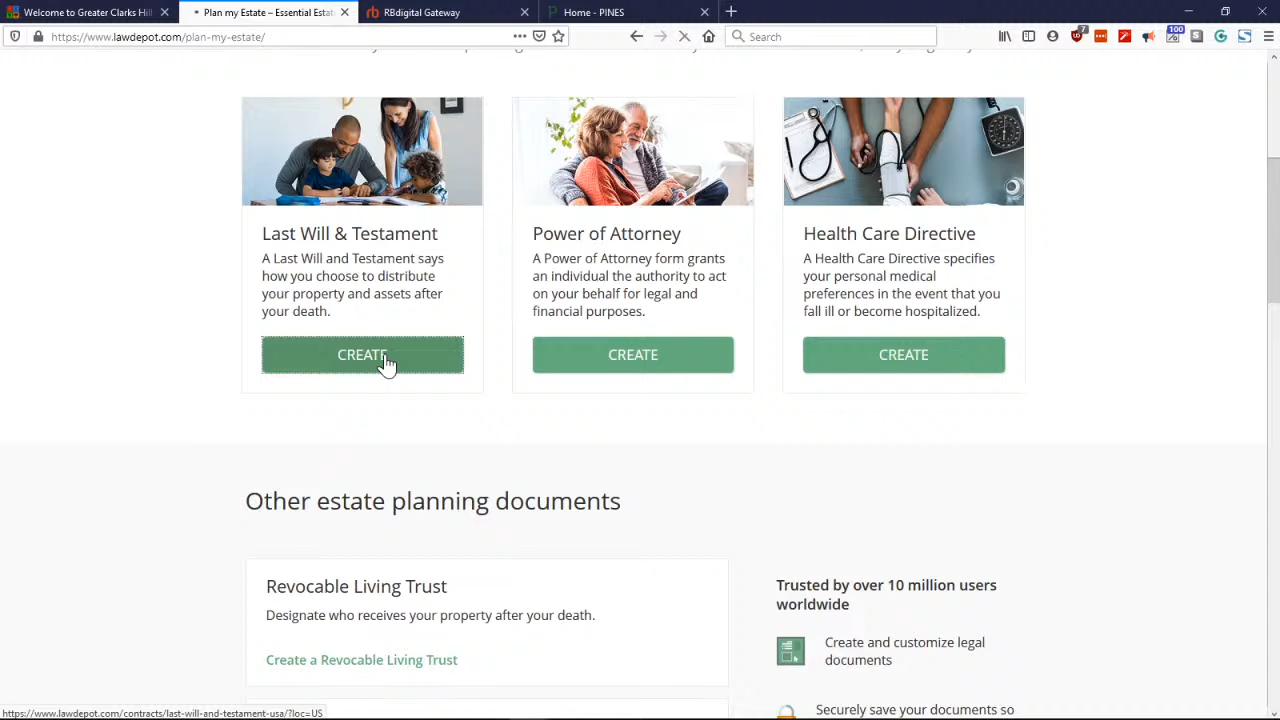 Welcome to Greater Clarks Hill
Plan my Estate – Essential Esta
RBdigital Gateway
Home - PINES
https://www.lawdepot.com/plan-my-estate/
Search
7
100
Last Will & Testament
A Last Will and Testament says
how you choose to distribute
your property and assets after
your death.
CREATE
Power of Attorney
A Power of Attorney form grants
an individual the authority to act
on your behalf for legal and
financial purposes.
CREATE
Health Care Directive
A Health Care Directive specifies
your personal medical
preferences in the event that you
fall ill or become hospitalized.
CREATE
Other estate planning documents
Revocable Living Trust
Designate who receives your property after your death.
Create a Revocable Living Trust
Trusted by over 10 million users
worldwide
Create and customize legal
documents
Securely save your documents so
https://www.lawdepot.com/contracts/last-will-and-testament-usa/?loc=US